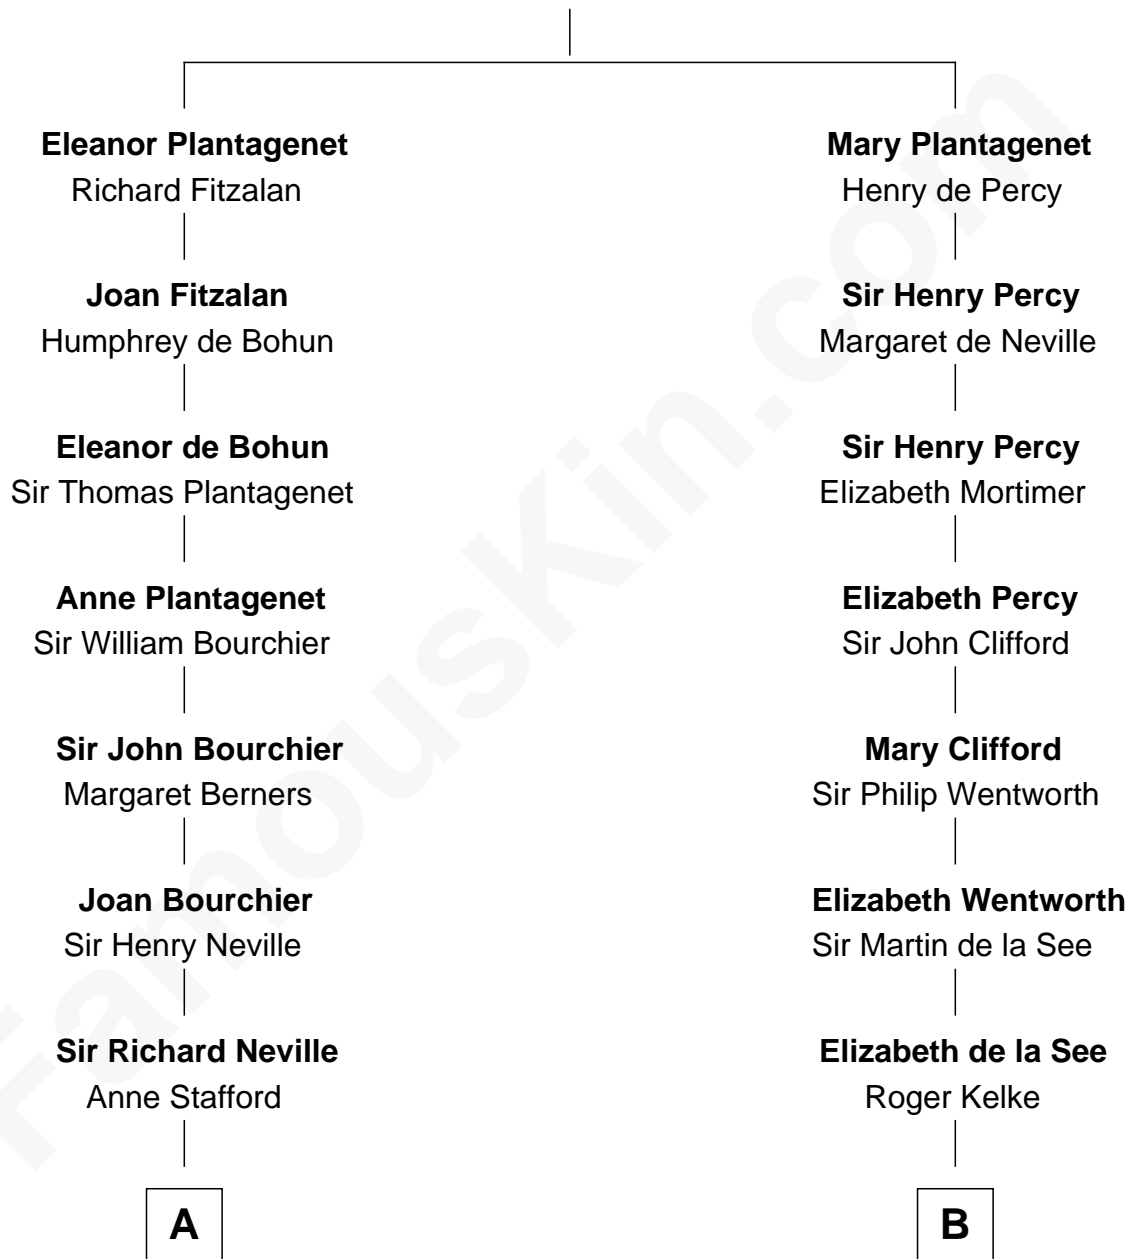 Eleanor Plantagenet
Richard Fitzalan
Joan Fitzalan
Humphrey de Bohun
Eleanor de Bohun
Sir Thomas Plantagenet
Anne Plantagenet
Sir William Bourchier
Sir John Bourchier
Margaret Berners
Joan Bourchier
Sir Henry Neville
Sir Richard Neville
Anne Stafford
A
Mary Plantagenet
Henry de Percy
Sir Henry Percy
Margaret de Neville
Sir Henry Percy
Elizabeth Mortimer
Elizabeth Percy
Sir John Clifford
Mary Clifford
Sir Philip Wentworth
Elizabeth Wentworth
Sir Martin de la See
Elizabeth de la See
Roger Kelke
B
FamousKin.com